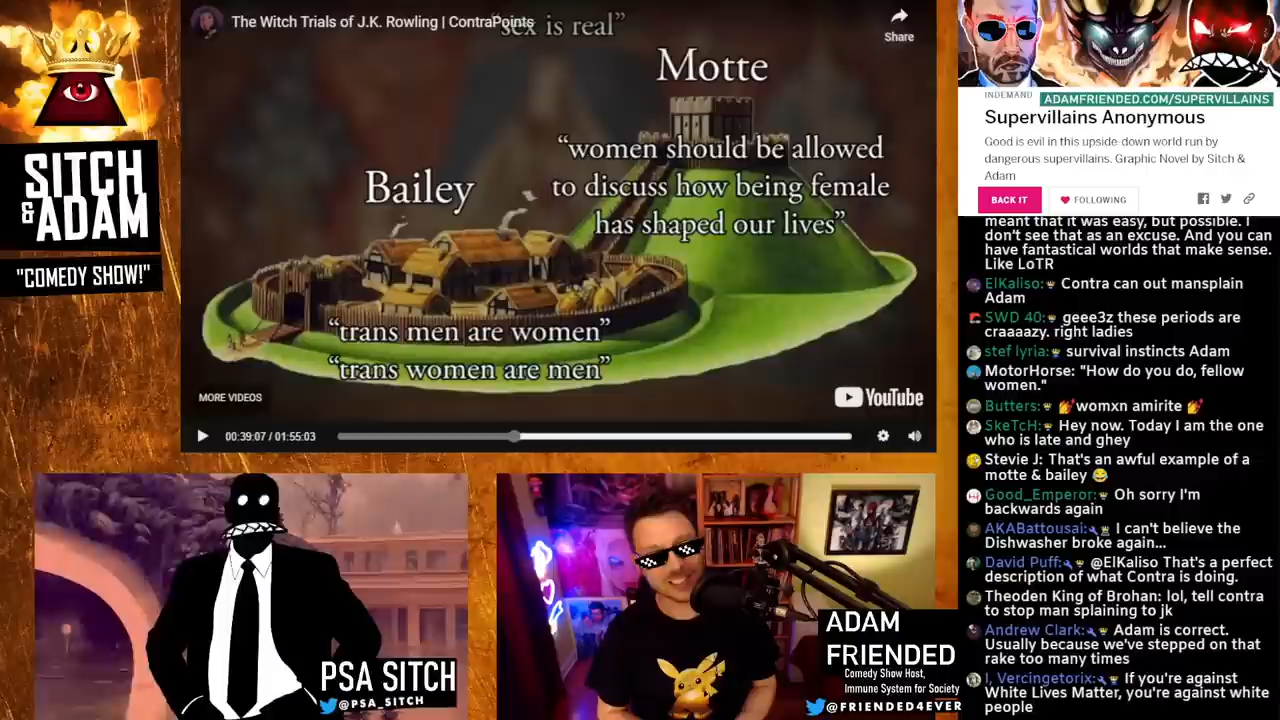 The Witch Trials of J.K. Rowling | ContraPoints
"sex is real"
Share
Motte
"women should be allowed
to discuss how being female
has shaped our lives"
Bailey
"trans men are women"
"trans women are men"
MORE VIDEOS
YouTube
00:39:07 / 01:55:03
SITCH
& ADAM
"COMEDY SHOW!"
PSA SITCH
@PSA_SITCH
ADAM
FRIENDED
Comedy Show Host,
Immune System for Society
@FRIENDED4EVER
INDEMAND
ADAMFRIENDED.COM/SUPERVILLAINS
Supervillains Anonymous
Good is evil in this upside-down world run by
dangerous supervillains. Graphic Novel by Sitch &
Adam
BACK IT
FOLLOWING
meant that it was easy, but possible. I
don't see that as an excuse. And you can
have fantastical worlds that make sense.
Like LoTR
ElKaliso: Contra can out mansplain
Adam
SWD 40: geee3z these periods are
craaaazy. right ladies
stef lyria: survival instincts Adam
MotorHorse: "How do you do, fellow
women."
Butters: 💅womxn amirite 💅
SkeTcH: Hey now. Today I am the one
who is late and ghey
Stevie J: That's an awful example of a
motte & bailey 😂
Good_Emperor: Oh sorry I'm
backwards again
AKABattousai: I can't believe the
Dishwasher broke again...
David Puff: @ElKaliso That's a perfect
description of what Contra is doing.
Theoden King of Brohan: lol, tell contra
to stop man splaining to jk
Andrew Clark: Adam is correct.
Usually because we've stepped on that
rake too many times
I, Vercingetorix: If you're against
White Lives Matter, you're against white
people